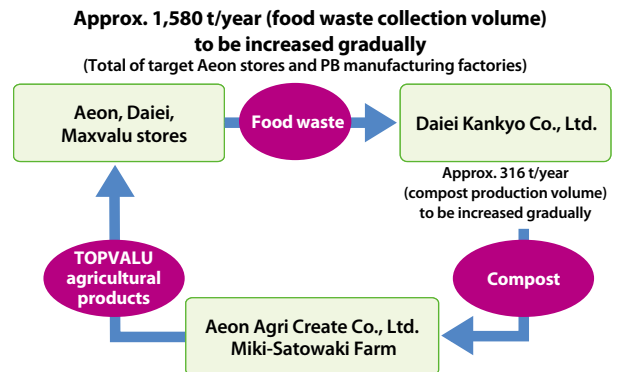 Approx. 1,580 t/year (food waste collection volume)
to be increased gradually
(Total of target Aeon stores and PB manufacturing factories)
Aeon, Daiei,
Maxvalu stores
Food waste
Daiei Kankyo Co., Ltd.
Approx. 316 t/year
(compost production volume)
to be increased gradually
TOPVALU
agricultural
products
Compost
Aeon Agri Create Co., Ltd.
Miki-Satowaki Farm